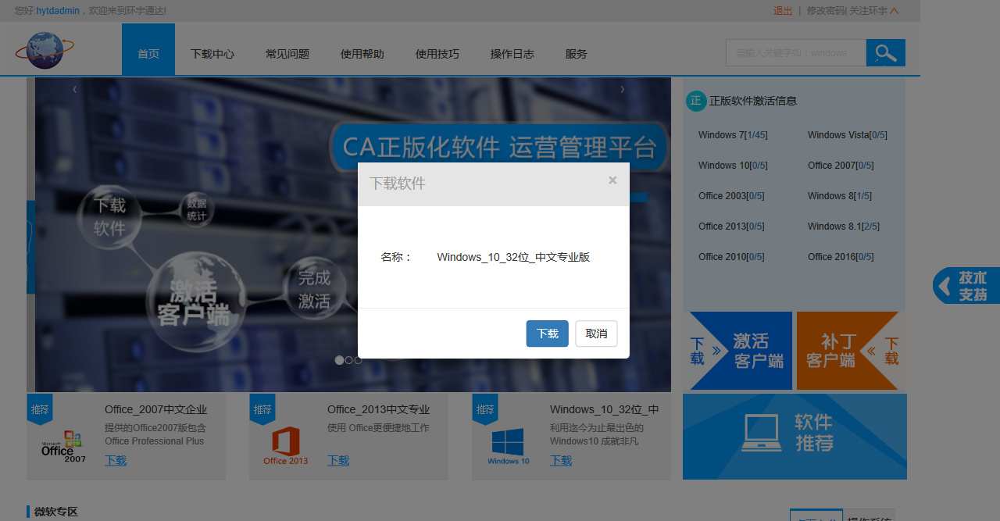 您好:hytdadmin，欢迎来到环宇通达!
退出 | 修改密码| 关注环宇
首页 下载中心 常见问题 使用帮助 使用技巧 操作日志 服务
请输入关键字如：windows
CA正版化软件 运营管理平台
下载
软件
数据
统计
激活
客户端
完成
激活
正 正版软件激活信息
Windows 7[1/45] Windows Vista[0/5]
Windows 10[0/5] Office 2007[0/5]
Office 2003[0/5] Windows 8[1/5]
Office 2013[0/5] Windows 8.1[2/5]
Office 2010[0/5] Office 2016[0/5]
下载软件 ×
名称： Windows_10_32位_中文专业版
下载 取消
技术
支持
下载 » 激活
客户端
补丁
客户端 « 下载
推荐 Office_2007中文企业
提供的Office2007版包含
Office Professional Plus
下载
Microsoft
Office
2007
推荐 Office_2013中文专业
使用 Office更便捷地工作
下载
Office 2013
推荐 Windows_10_32位_中
利用迄今为止最出色的
Windows10 成就非凡
下载
Windows 10
软件
推荐
微软专区
操作系统